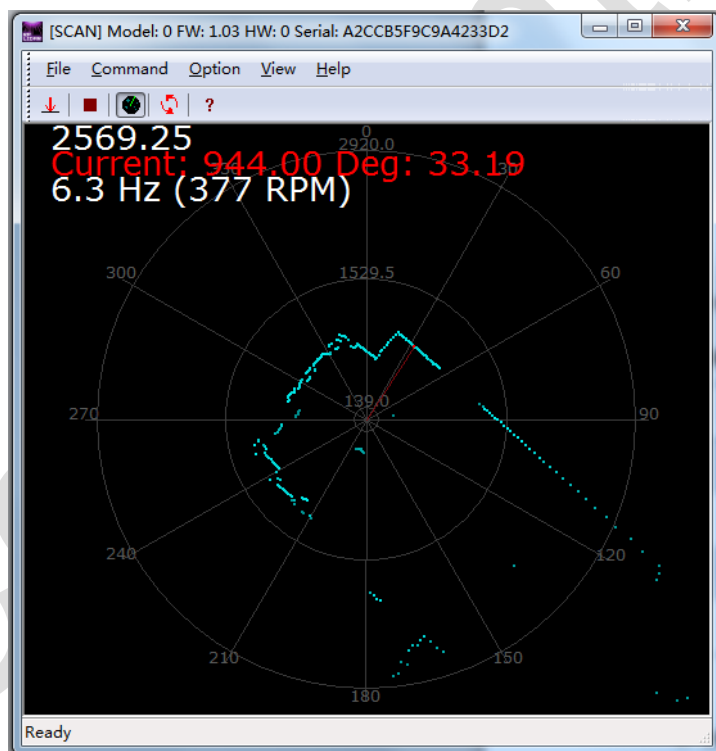 [SCAN] Model: 0 FW: 1.03 HW: 0 Serial: A2CCB5F9C9A4233D2
File Command Option View Help
?
2569.25
0
2920.0
Current: 944.00 Deg: 33.19
330 30
6.3 Hz (377 RPM)
300 1529.5 60
139.0
270 90
240 120
210 150
180
Ready